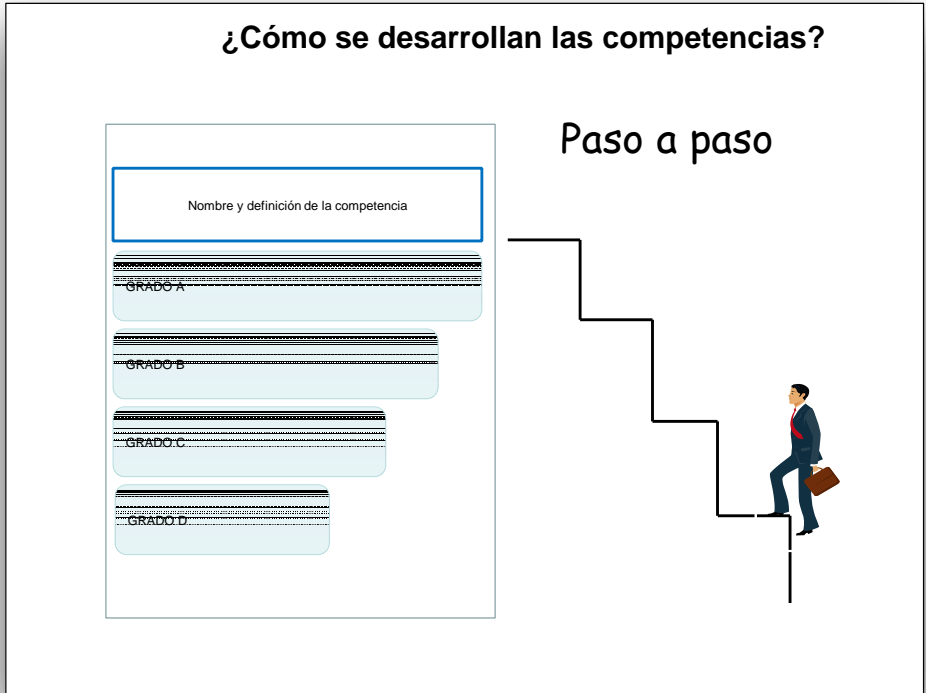 ¿Cómo se desarrollan las competencias?
Paso a paso
Nombre y definición de la competencia
GRADO A
GRADO B
GRADO C
GRADO D